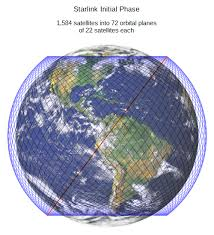 Starlink Initial Phase
1,584 satellites into 72 orbital planes
of 22 satellites each